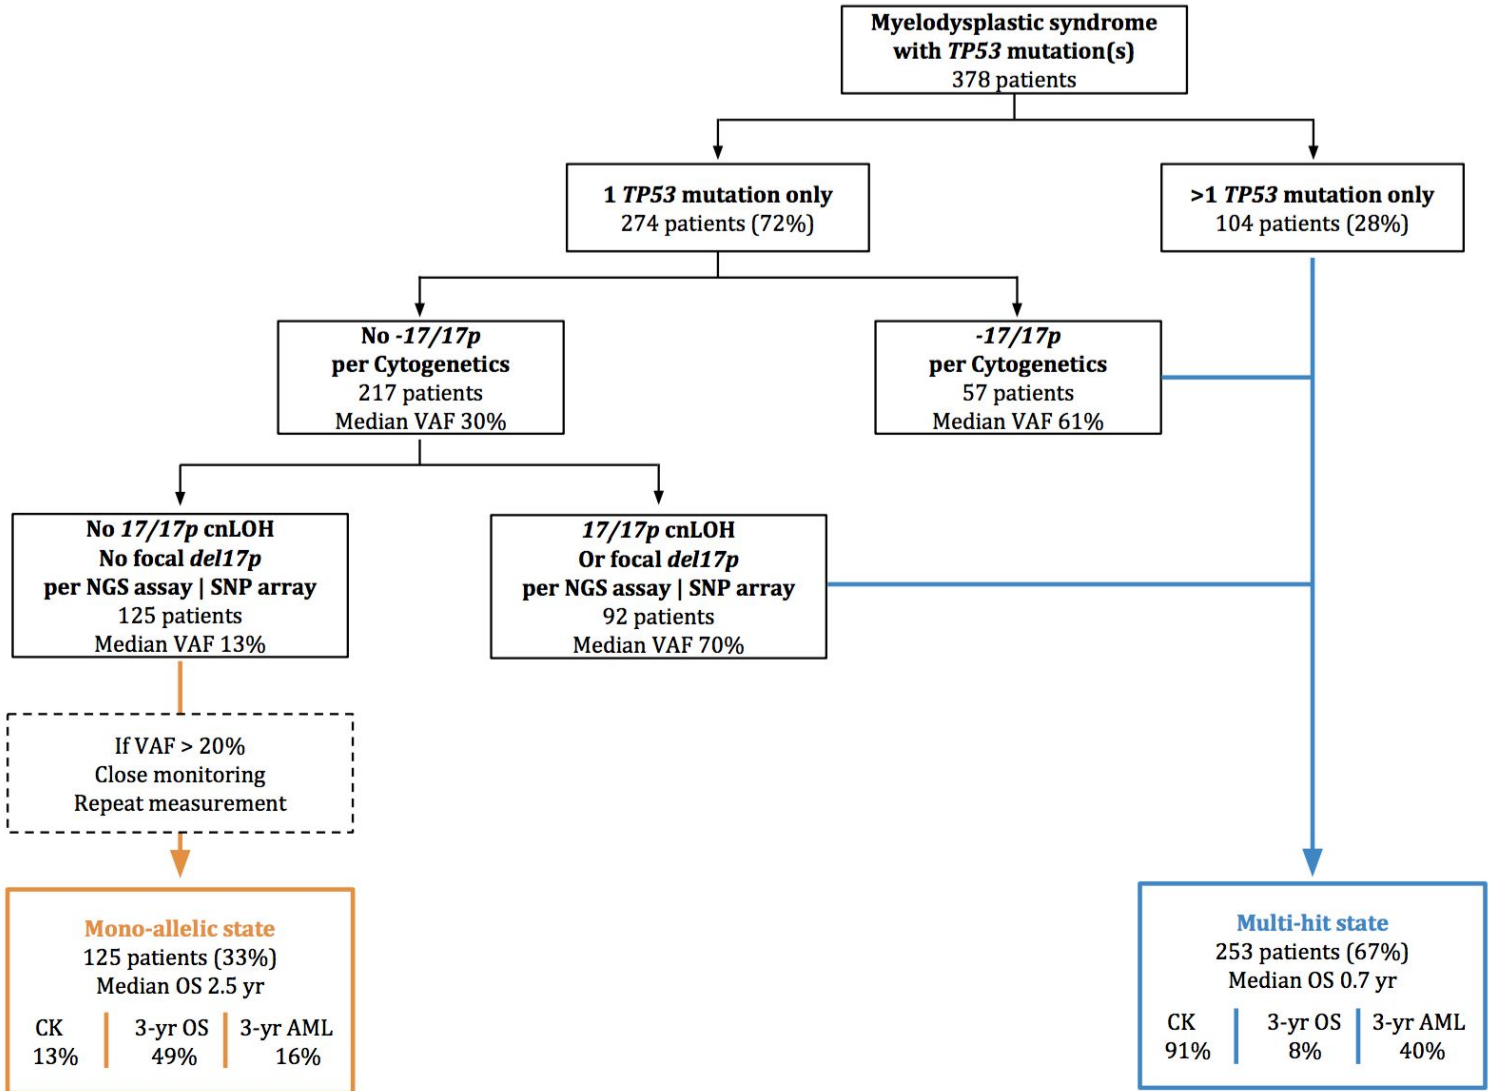 Myelodysplastic syndrome
with TP53 mutation(s)
378 patients
1 TP53 mutation only
274 patients (72%)
>1 TP53 mutation only
104 patients (28%)
No -17/17p
per Cytogenetics
217 patients
Median VAF 30%
-17/17p
per Cytogenetics
57 patients
Median VAF 61%
No 17/17p cnLOH
No focal del17p
per NGS assay | SNP array
125 patients
Median VAF 13%
17/17p cnLOH
Or focal del17p
per NGS assay | SNP array
92 patients
Median VAF 70%
If VAF > 20%
Close monitoring
Repeat measurement
Mono-allelic state
125 patients (33%)
Median OS 2.5 yr
CK 3-yr OS 3-yr AML
13% 49% 16%
Multi-hit state
253 patients (67%)
Median OS 0.7 yr
CK 3-yr OS 3-yr AML
91% 8% 40%